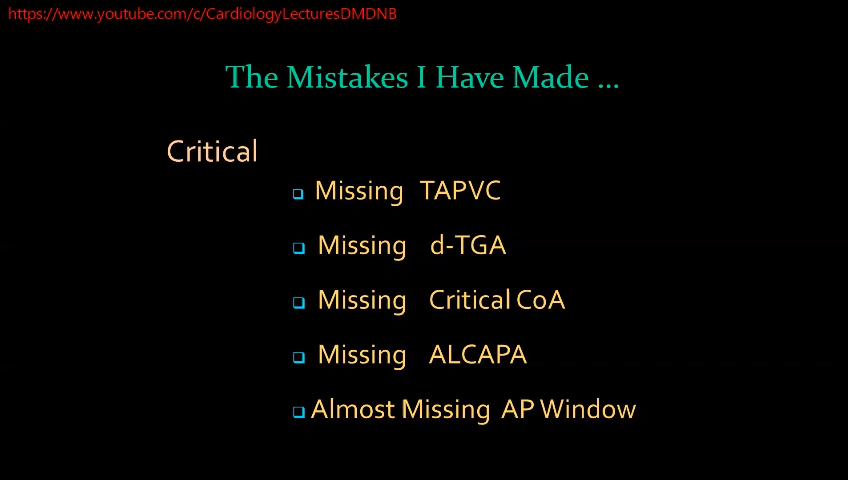 https://www.youtube.com/c/CardiologyLecturesDMDNB
The Mistakes I Have Made ...
Critical
Missing TAPVC
Missing d-TGA
Missing Critical CoA
Missing ALCAPA
Almost Missing AP Window